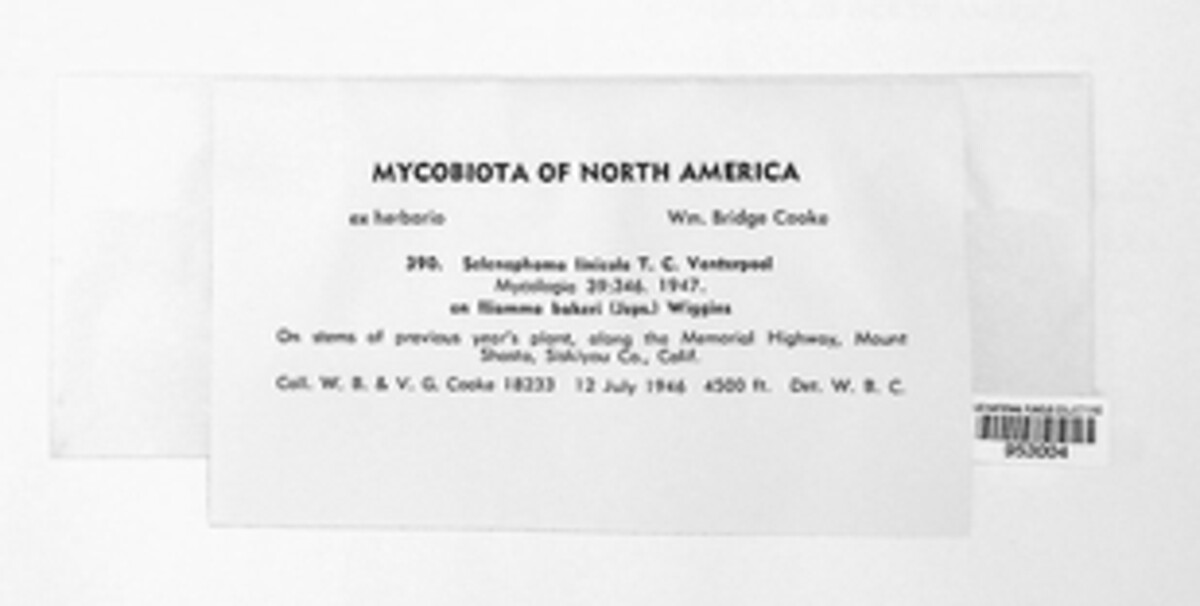 MYCOBIOTA OF NORTH AMERICA
ex herbario Wm. Bridge Cooke
390. Selenophoma linicola T. C. Vanterpool
Mycologia 39:346. 1947.
on Iliamna bakeri (Jeps.) Wiggins
On stems of previous year's plant, along the Memorial Highway, Mount
Shasta, Siskiyou Co., Calif.
Coll. W. B. & V. G. Cooke 18233 12 July 1946 4500 ft. Det. W. B. C.
953004